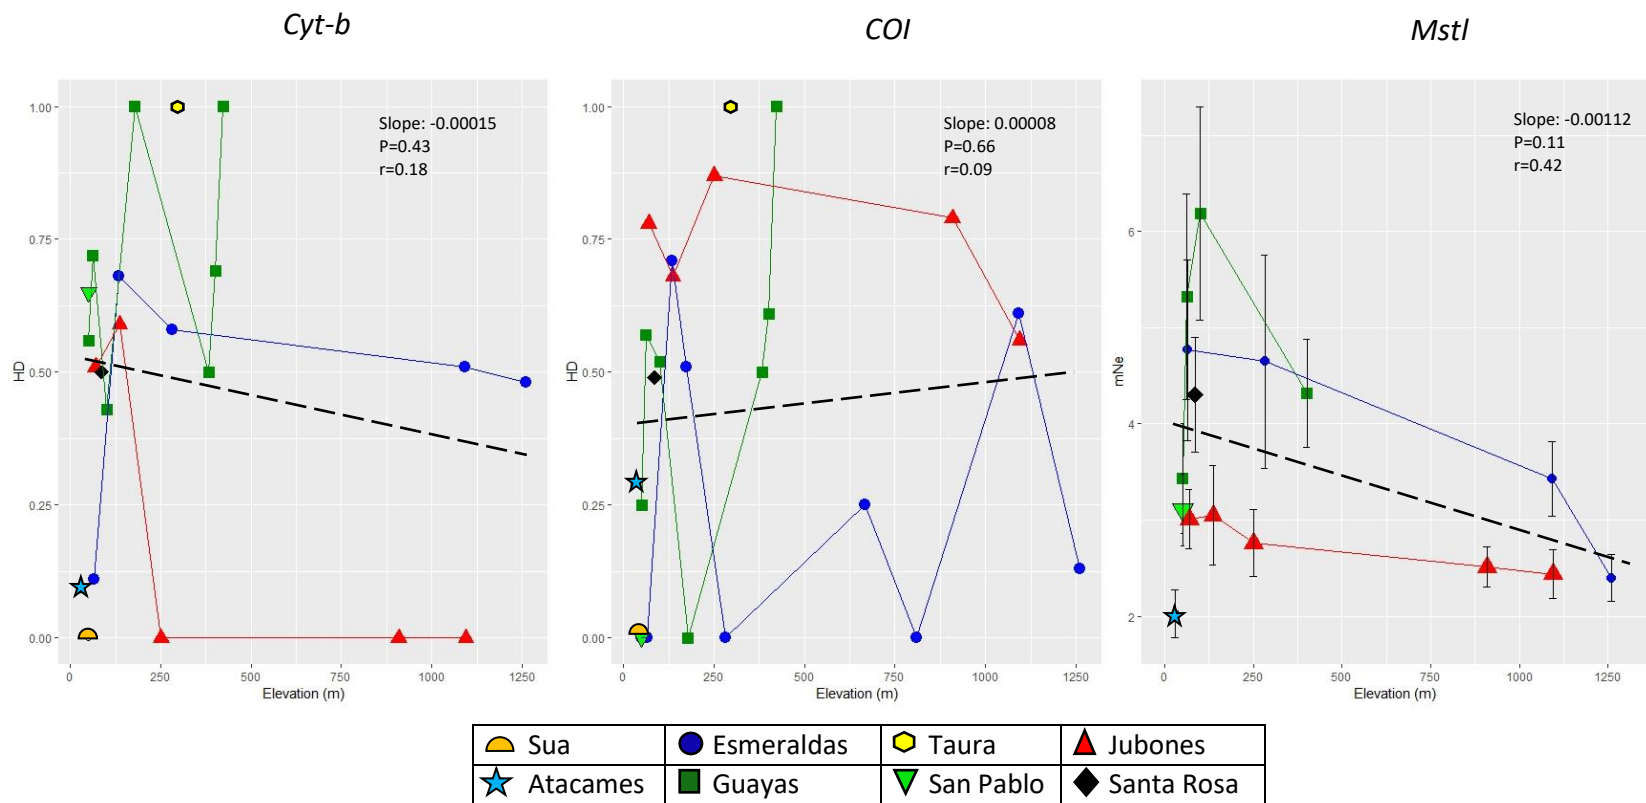 Cyt-b
COI
Mstl
Slope: -0.00015
P=0.43
r=0.18
1.00
0.75
0.50
0.25
0.00
HD
0
250
500
750
1000
1250
Elevation (m)
Slope: 0.00008
P=0.66
r=0.09
1.00
0.75
0.50
0.25
0.00
HD
0
250
500
750
1000
1250
Elevation (m)
Slope: -0.00112
P=0.11
r=0.42
6
4
2
mNe
0
250
500
750
1000
1250
Elevation (m)
Sua
Esmeraldas
Taura
Jubones
Atacames
Guayas
San Pablo
Santa Rosa